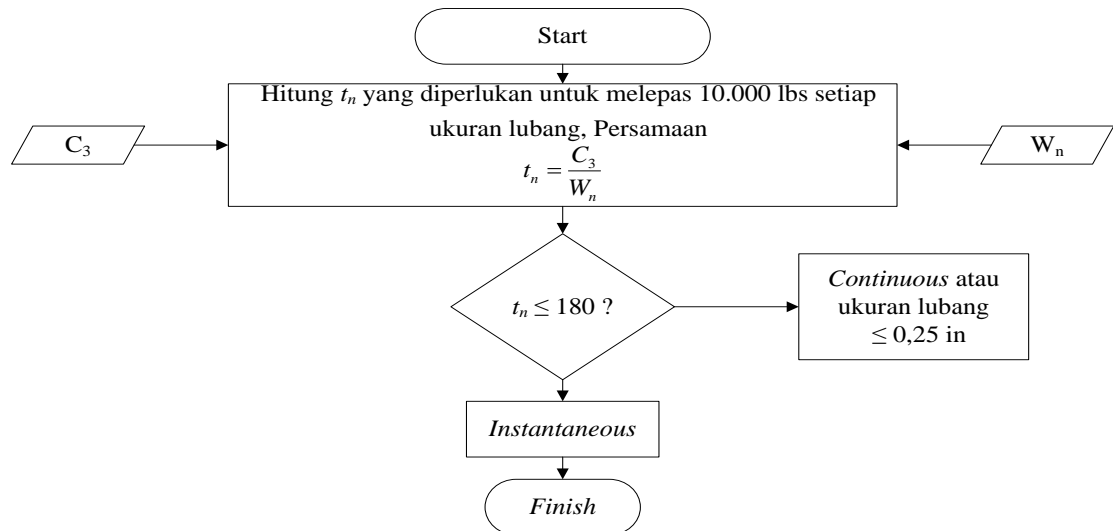 Start
Hitung tₙ yang diperlukan untuk melepas 10.000 lbs setiap
ukuran lubang, Persamaan
tₙ = C₃ / Wₙ
C₃
Wₙ
tₙ ≤ 180 ?
Continuous atau
ukuran lubang
≤ 0,25 in
Instantaneous
Finish